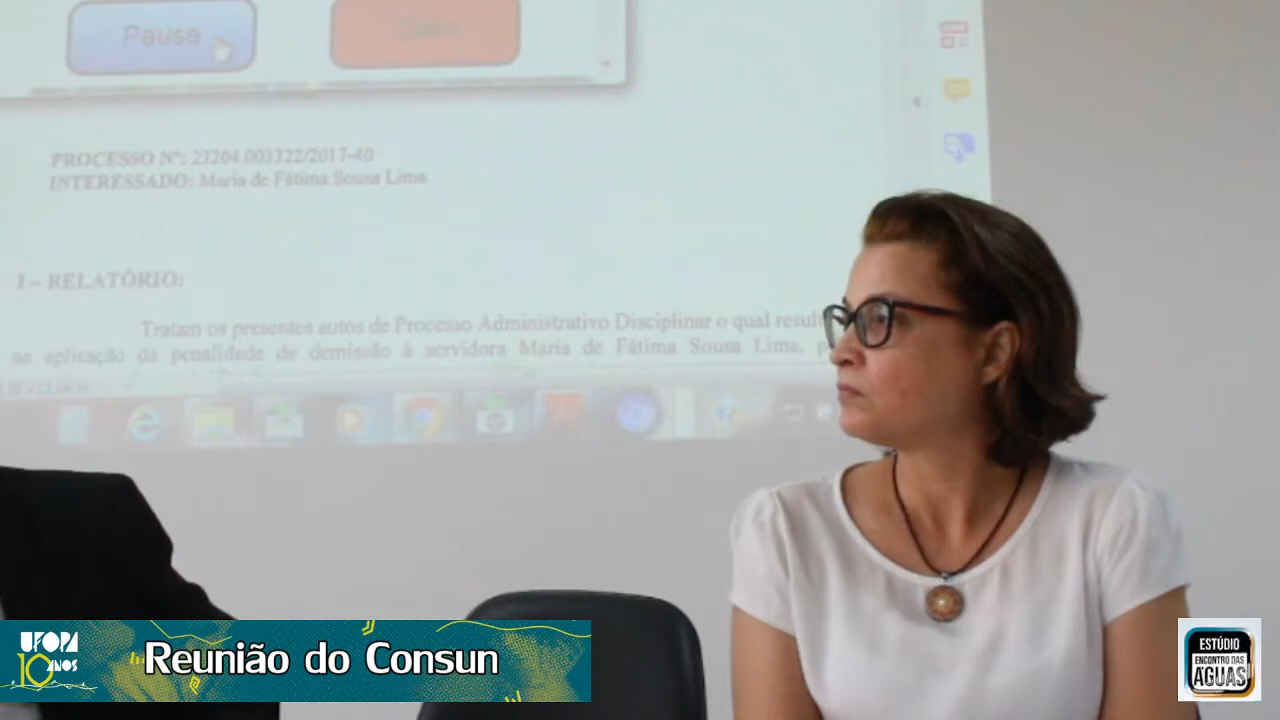 Pausa
PROCESSO Nº: 23204.003322/2017-40
INTERESSADO: Maria de Fátima Sousa Lima
I – RELATÓRIO:
Tratam os presentes autos de Processo Administrativo Disciplinar o qual result
na aplicação da penalidade de demissão à servidora Maria de Fátima Sousa Lima, p
UFOPA
10 ANOS
Reunião do Consun
ESTÚDIO
ENCONTRO DAS
AGUAS